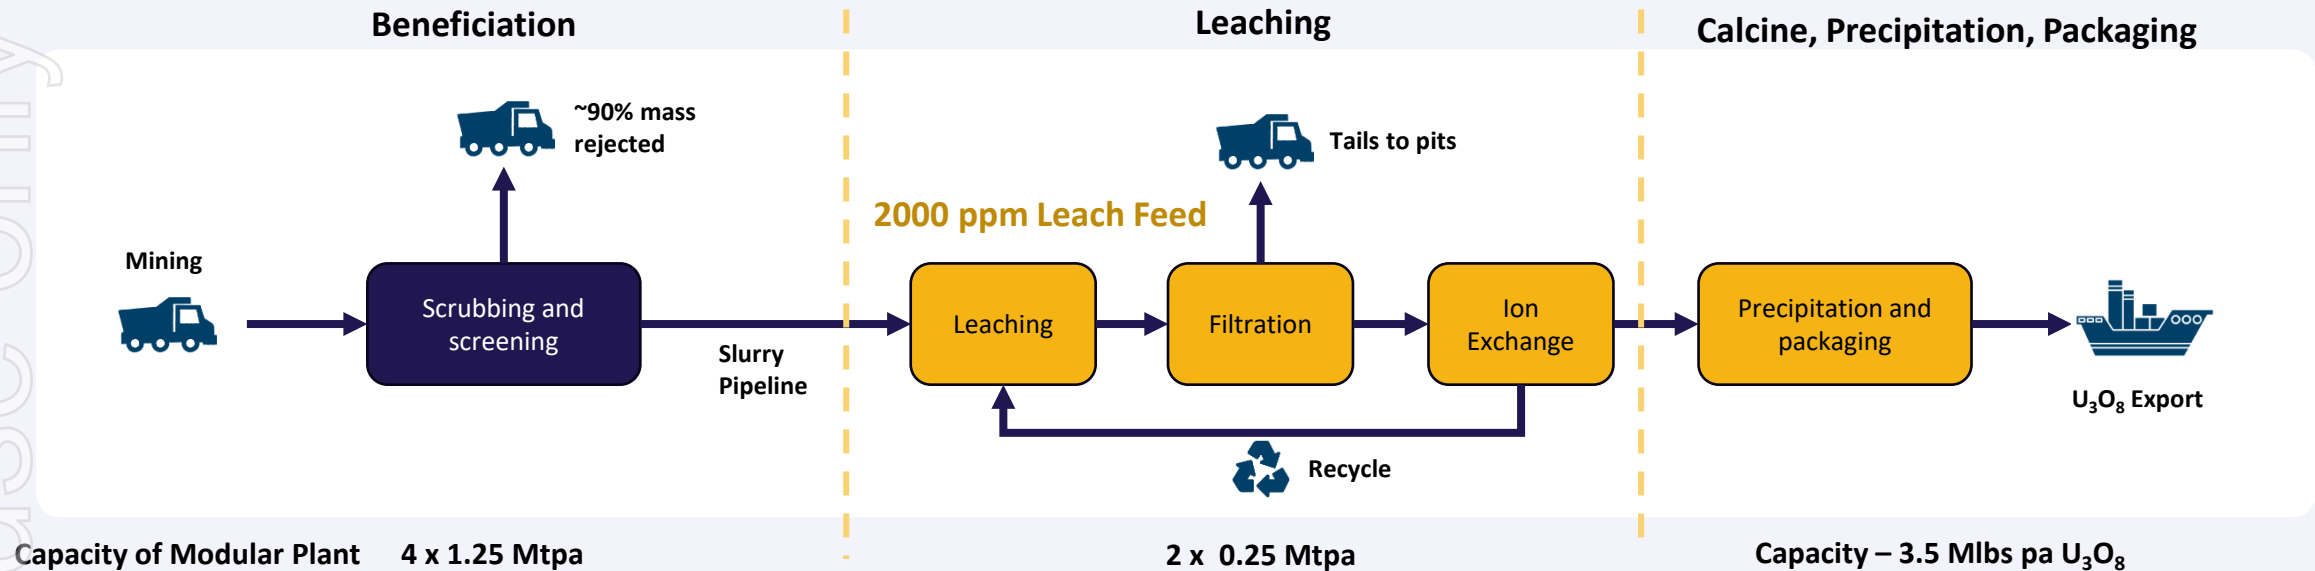 Beneficiation
Leaching
Calcine, Precipitation, Packaging
~90% mass
rejected
Tails to pits
2000 ppm Leach Feed
Mining
Scrubbing and
screening
Slurry
Pipeline
Leaching
Filtration
Ion
Exchange
Precipitation and
packaging
U₃O₈ Export
Recycle
Capacity of Modular Plant 4 x 1.25 Mtpa
2 x 0.25 Mtpa
Capacity – 3.5 Mlbs pa U₃O₈